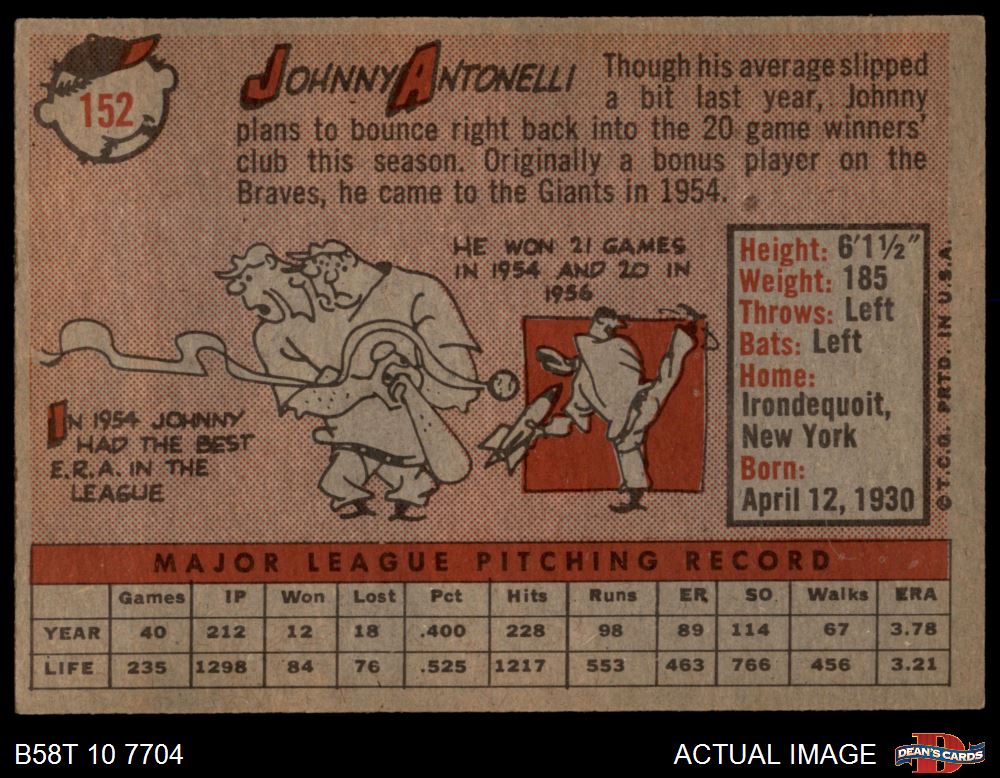 152
JOHNNY ANTONELLI
Though his average slipped
a bit last year, Johnny
plans to bounce right back into the 20 game winners'
club this season. Originally a bonus player on the
Braves, he came to the Giants in 1954.
HE WON 21 GAMES
IN 1954 AND 20 IN
1956
IN 1954 JOHNNY
HAD THE BEST
E.R.A. IN THE
LEAGUE
Height: 6'1½"
Weight: 185
Throws: Left
Bats: Left
Home:
Irondequoit,
New York
Born:
April 12, 1930
© T.C.G. PRTD. IN U.S.A.
MAJOR LEAGUE PITCHING RECORD
Games IP Won Lost Pct Hits Runs ER SO Walks ERA
YEAR 40 212 12 18 .400 228 98 89 114 67 3.78
LIFE 235 1298 84 76 .525 1217 553 463 766 456 3.21
B58T 10 7704
ACTUAL IMAGE
DEAN'S CARDS